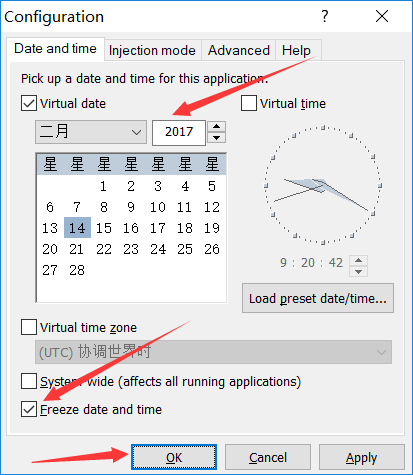 Configuration ? ×
Date and time Injection mode Advanced Help
Pick up a date and time for this application:
Virtual date Virtual time
二月 2017
星 星 星 星 星 星 星
1 2 3 4 5
6 7 8 9 10 11 12
13 14 15 16 17 18 19
20 21 22 23 24 25 26
27 28
9 : 20 : 42
Load preset date/time...
Virtual time zone
(UTC) 协调世界时
System wide (affects all running applications)
Freeze date and time
OK Cancel Apply